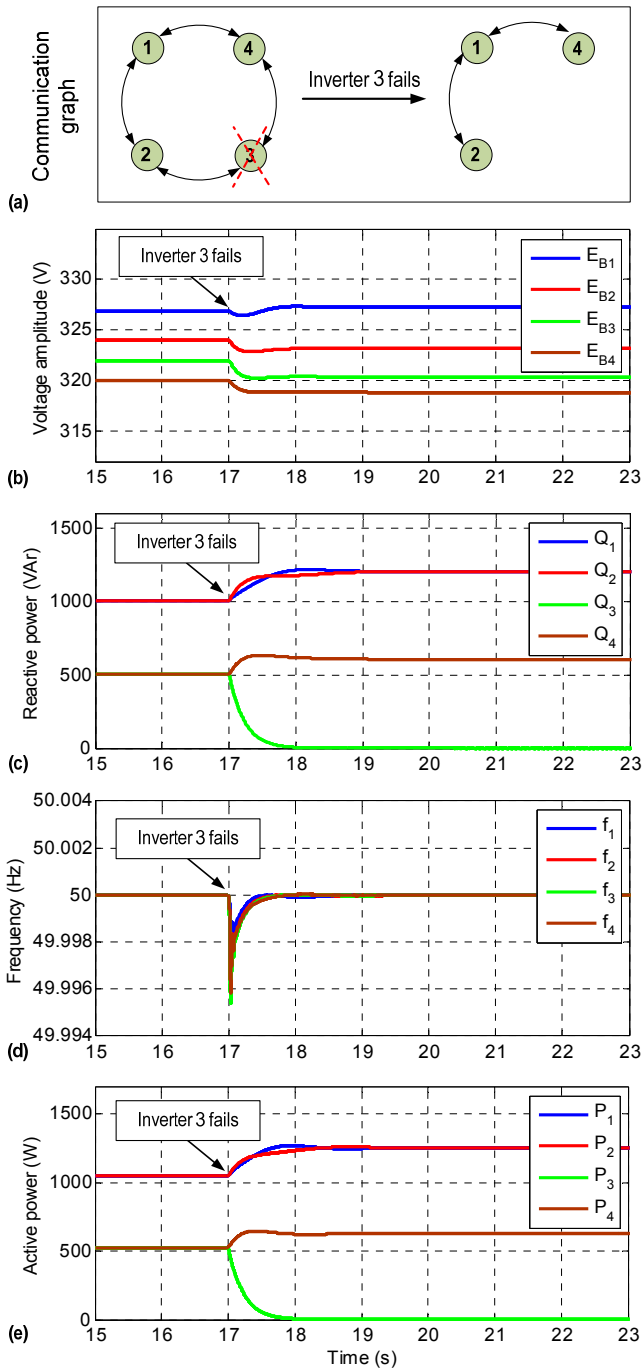 Communication graph
1
4
2
3
Inverter 3 fails
1
4
2
(a)
Inverter 3 fails
E_B1
E_B2
E_B3
E_B4
Voltage amplitude (V)
330
325
320
315
15 16 17 18 19 20 21 22 23
(b)
Inverter 3 fails
Q_1
Q_2
Q_3
Q_4
Reactive power (VAr)
1500
1000
500
0
15 16 17 18 19 20 21 22 23
(c)
Inverter 3 fails
f_1
f_2
f_3
f_4
Frequency (Hz)
50.004
50.002
50
49.998
49.996
49.994
15 16 17 18 19 20 21 22 23
(d)
Inverter 3 fails
P_1
P_2
P_3
P_4
Active power (W)
1500
1000
500
0
15 16 17 18 19 20 21 22 23
(e)
Time (s)